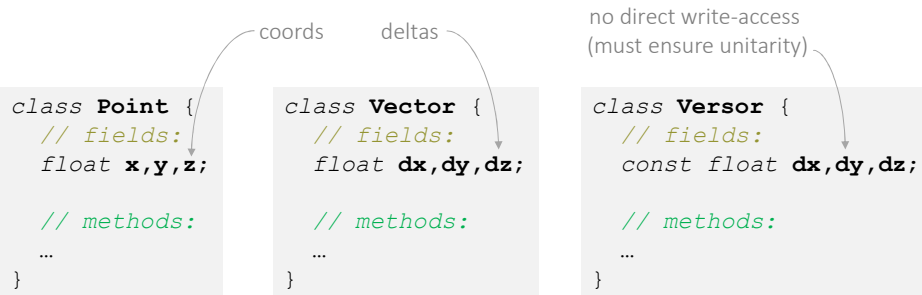 coords
deltas
no direct write-access
(must ensure unitarity)
class Point {
// fields:
float x,y,z;
// methods:
…
}
class Vector {
// fields:
float dx,dy,dz;
// methods:
…
}
class Versor {
// fields:
const float dx,dy,dz;
// methods:
…
}